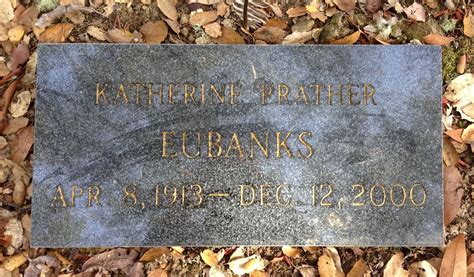 KATHERINE PRATHER
EUBANKS
APR. 8, 1913 — DEC. 12, 2000